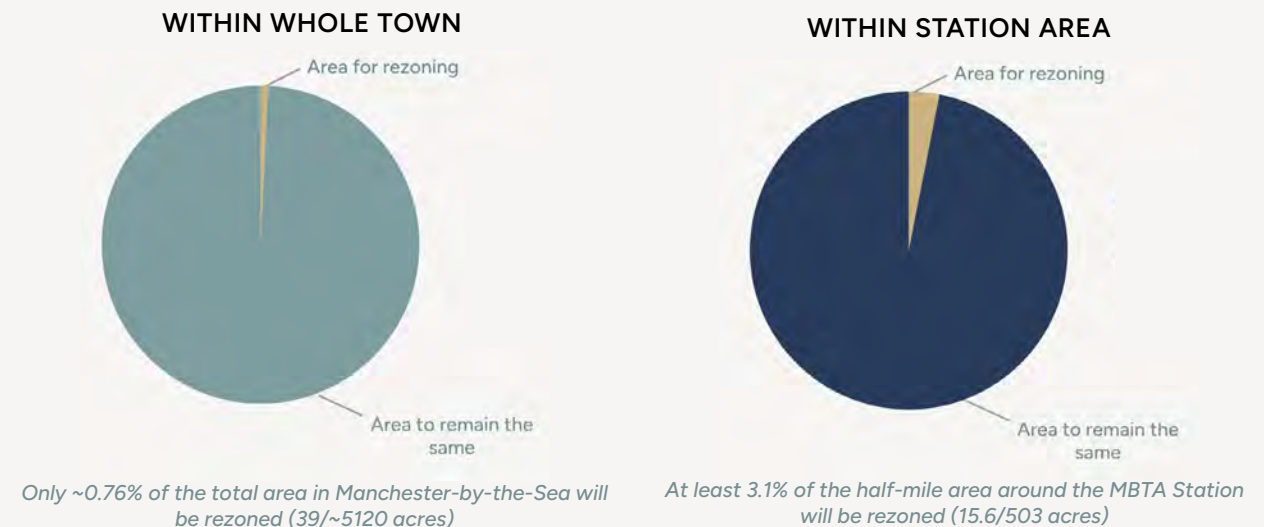 WITHIN WHOLE TOWN
Area for rezoning
Area to remain the
same
Only ~0.76% of the total area in Manchester-by-the-Sea will
be rezoned (39/~5120 acres)
WITHIN STATION AREA
Area for rezoning
Area to remain the
same
At least 3.1% of the half-mile area around the MBTA Station
will be rezoned (15.6/503 acres)